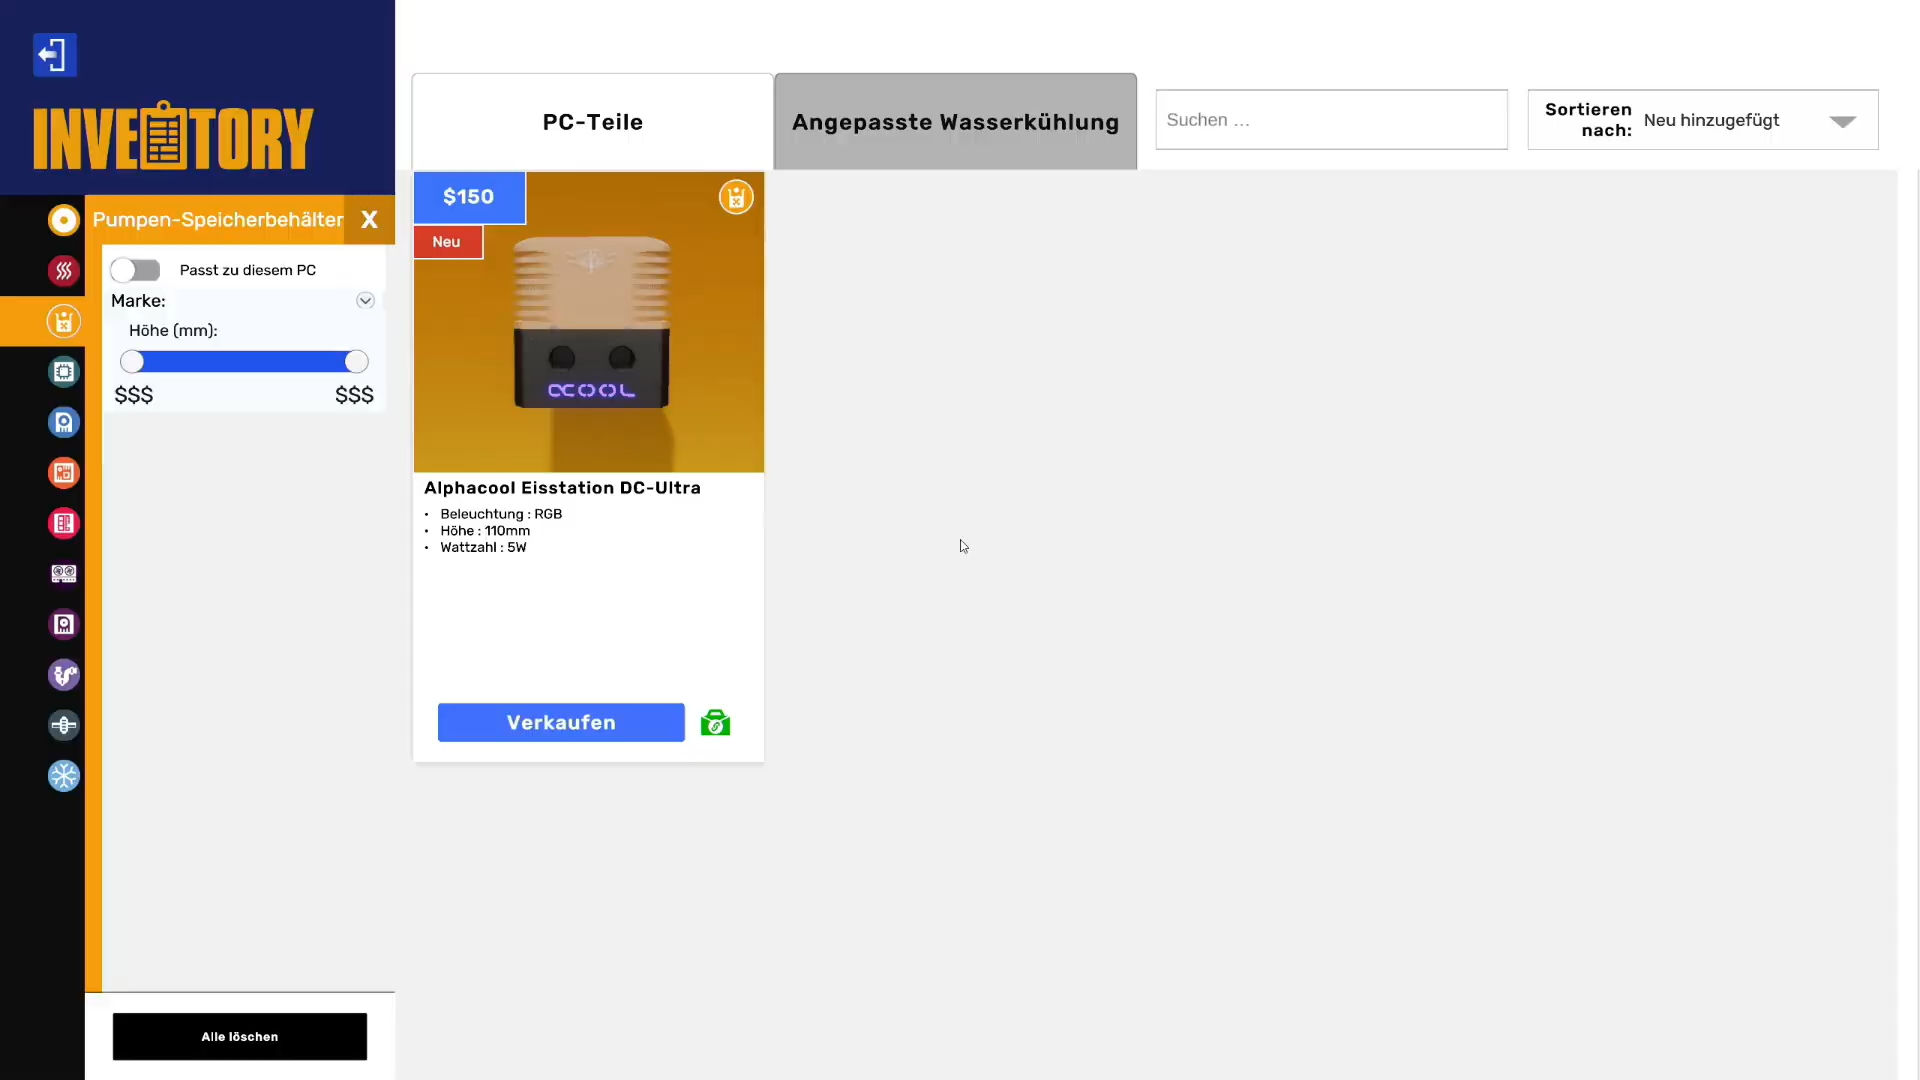 INVENTORY
PC-Teile
Angepasste Wasserkühlung
Suchen ...
Sortieren
nach:
Neu hinzugefügt
Pumpen-Speicherbehälter
X
Passt zu diesem PC
Marke:
Höhe (mm):
$$$
$$$
$150
Neu
ACOOL
Alphacool Eisstation DC-Ultra
• Beleuchtung : RGB
• Höhe : 110mm
• Wattzahl : 5W
Verkaufen
Alle löschen